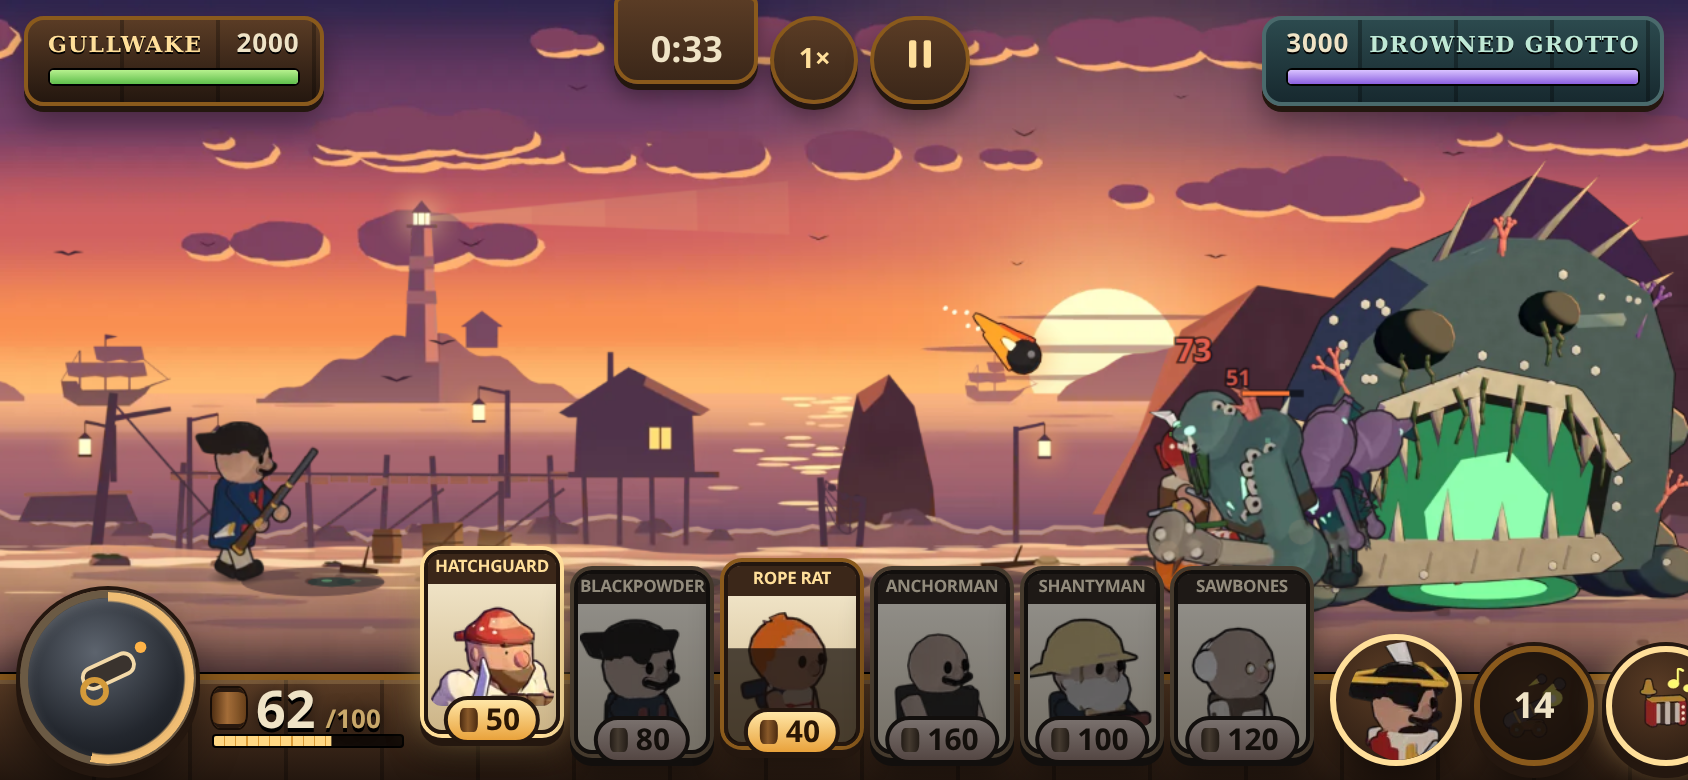 GULLWAKE 2000
0:33
1×
3000 DROWNED GROTTO
73
51
HATCHGUARD
50
BLACKPOWDER
80
ROPE RAT
40
ANCHORMAN
160
SHANTYMAN
100
SAWBONES
120
62 /100
14